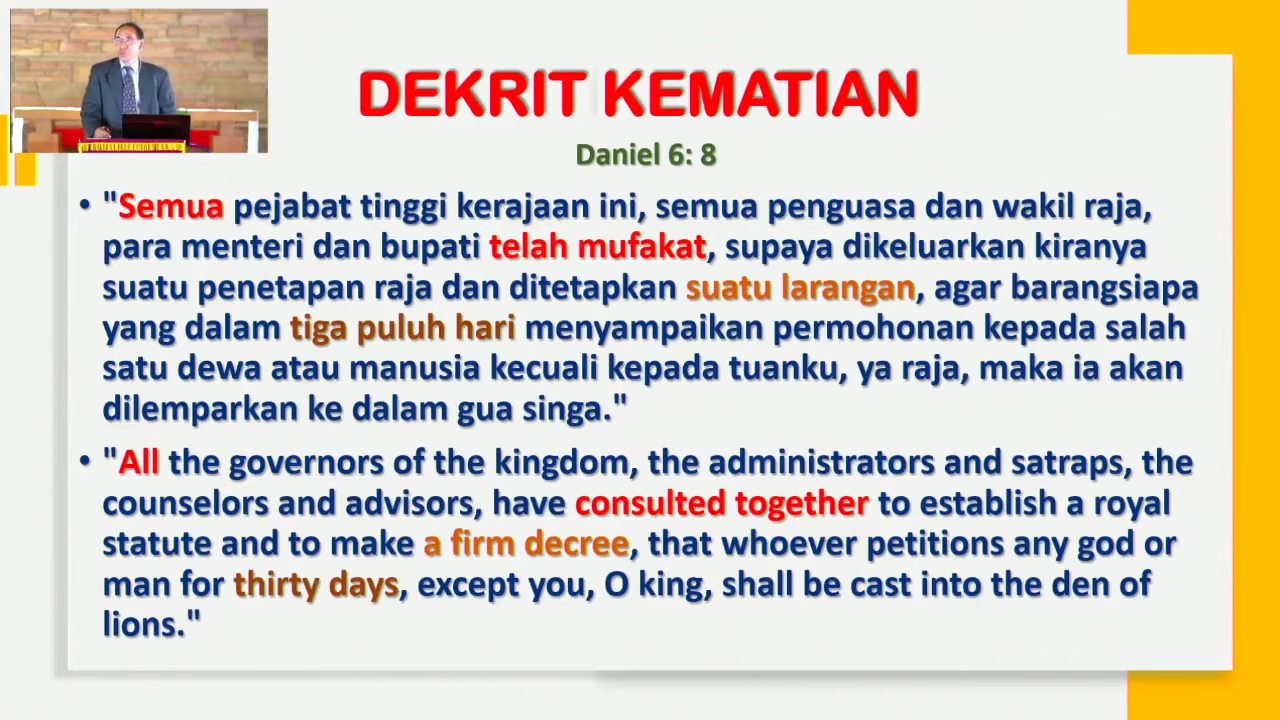 DEKRIT KEMATIAN
Daniel 6: 8
• "Semua pejabat tinggi kerajaan ini, semua penguasa dan wakil raja,
para menteri dan bupati telah mufakat, supaya dikeluarkan kiranya
suatu penetapan raja dan ditetapkan suatu larangan, agar barangsiapa
yang dalam tiga puluh hari menyampaikan permohonan kepada salah
satu dewa atau manusia kecuali kepada tuanku, ya raja, maka ia akan
dilemparkan ke dalam gua singa."
• "All the governors of the kingdom, the administrators and satraps, the
counselors and advisors, have consulted together to establish a royal
statute and to make a firm decree, that whoever petitions any god or
man for thirty days, except you, O king, shall be cast into the den of
lions."